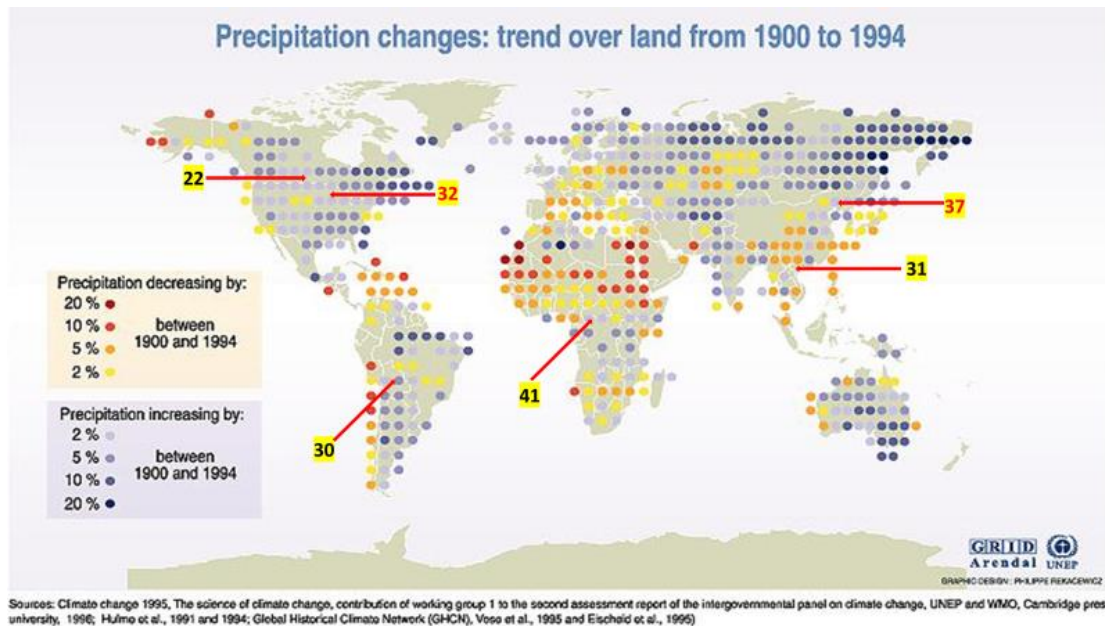 Precipitation changes: trend over land from 1900 to 1994
22
32
37
31
41
30
Precipitation decreasing by:
20 %
10 %
5 %
2 %
between
1900 and 1994
Precipitation increasing by:
2 %
5 %
10 %
20 %
between
1900 and 1994
GRID
Arendal
UNEP
GRAPHIC DESIGN : PHILIPPE REKACEWICZ
Sources: Climate change 1995, The science of climate change, contribution of working group 1 to the second assessment report of the intergovernmental panel on climate change, UNEP and WMO, Cambridge press
university, 1996; Hulme et al., 1991 and 1994; Global Historical Climate Network (GHCN), Vose et al., 1995 and Eischeid et al., 1995)